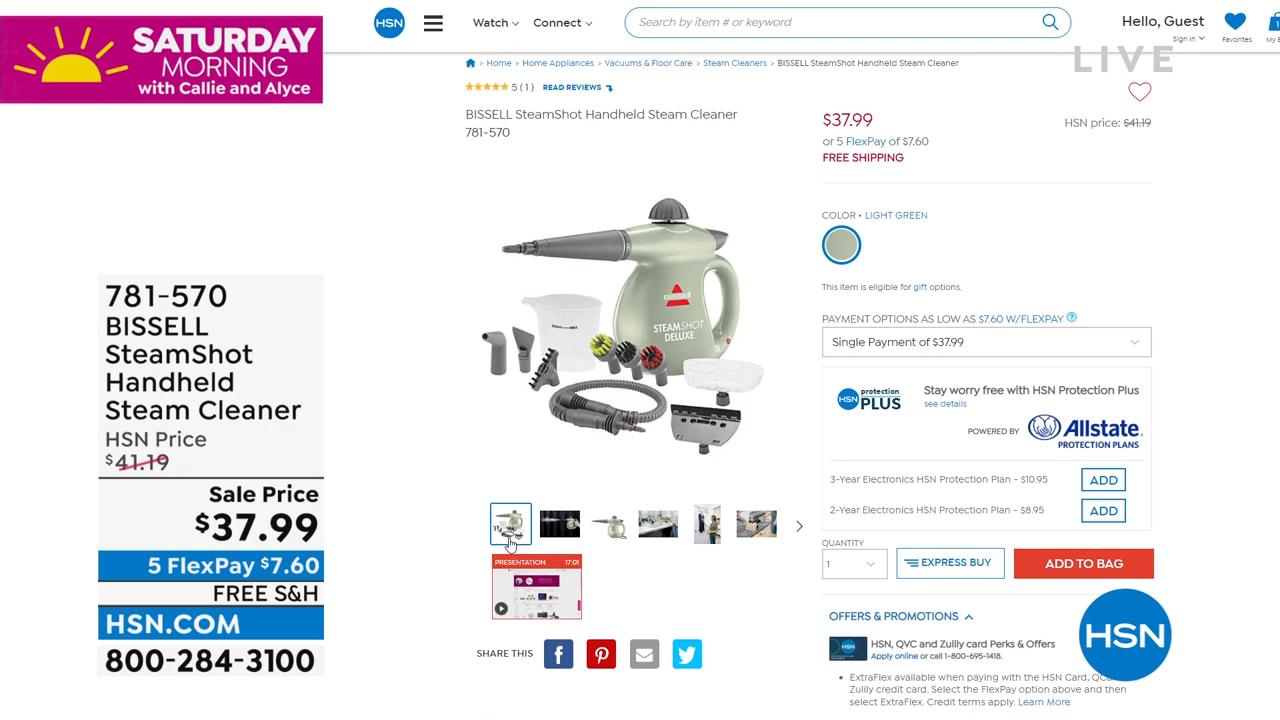 SATURDAY
MORNING
with Callie and Alyce
781-570
BISSELL
SteamShot
Handheld
Steam Cleaner
HSN Price
$41.19
Sale Price
$37.99
5 FlexPay $7.60
FREE S&H
HSN.COM
800-284-3100
HSN
Watch
Connect
Search by item # or keyword
Hello, Guest
Sign In
Favorites
LIVE
Home
Home Appliances
Vacuums & Floor Care
Steam Cleaners
BISSELL SteamShot Handheld Steam Cleaner
5 ( 1 )
READ REVIEWS
BISSELL SteamShot Handheld Steam Cleaner
781-570
BISSELL
STEAMSHOT
DELUXE
PRESENTATION 17:01
SHARE THIS
$37.99
HSN price: $41.19
or 5 FlexPay of $7.60
FREE SHIPPING
COLOR • LIGHT GREEN
This item is eligible for gift options.
PAYMENT OPTIONS AS LOW AS $7.60 W/FLEXPAY ?
Single Payment of $37.99
HSN protection PLUS
Stay worry free with HSN Protection Plus
see details
POWERED BY
Allstate
PROTECTION PLANS
3-Year Electronics HSN Protection Plan - $10.95
ADD
2-Year Electronics HSN Protection Plan - $8.95
ADD
QUANTITY
1
EXPRESS BUY
ADD TO BAG
OFFERS & PROMOTIONS
HSN, QVC and Zulily card Perks & Offers
Apply online or call 1-800-695-1418.
HSN
• ExtraFlex available when paying with the HSN Card,
Zulily credit card. Select the FlexPay option above and then
select ExtraFlex. Credit terms apply. Learn More